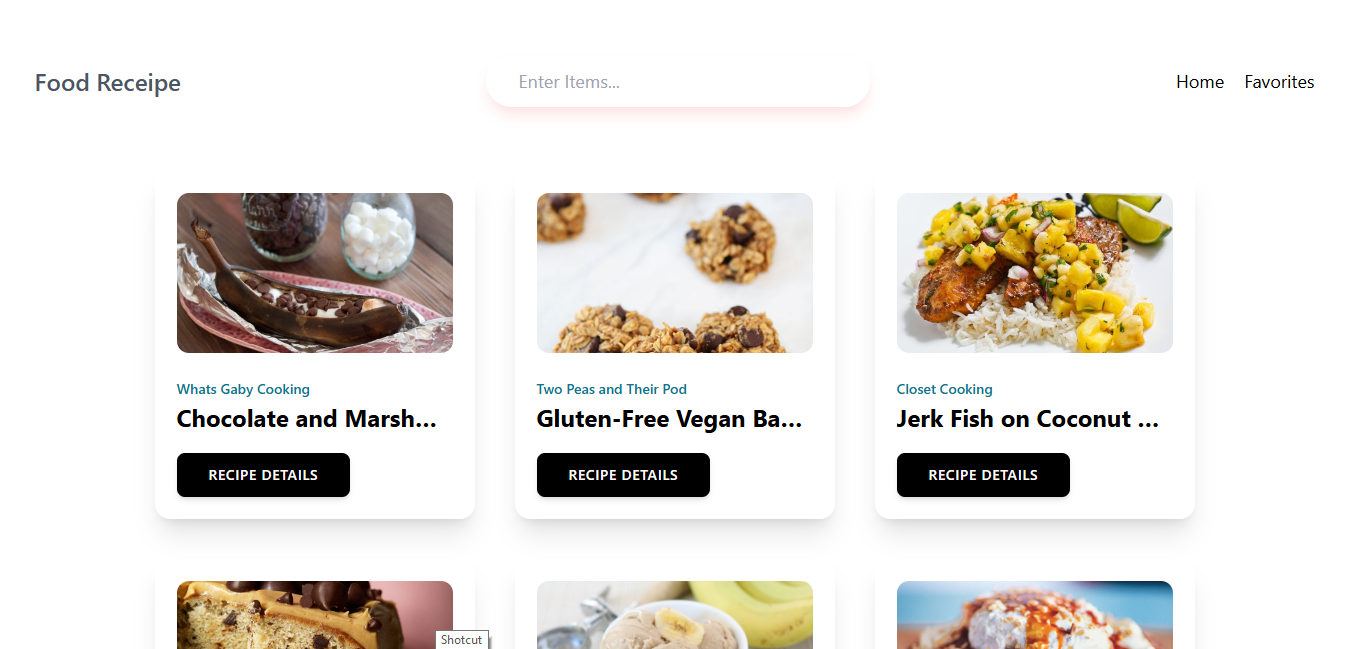 Food Receipe
Enter Items...
Home
Favorites
Whats Gaby Cooking
Chocolate and Marsh...
RECIPE DETAILS
Two Peas and Their Pod
Gluten-Free Vegan Ba...
RECIPE DETAILS
Closet Cooking
Jerk Fish on Coconut ...
RECIPE DETAILS
Shotcut